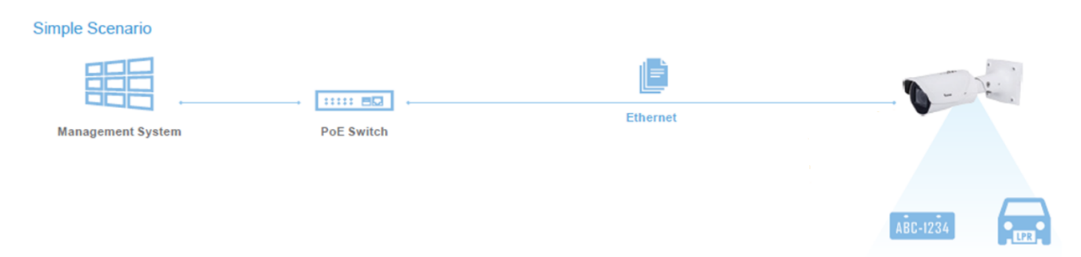 Simple Scenario
Management System
PoE Switch
Ethernet
ABC-1234
LPR